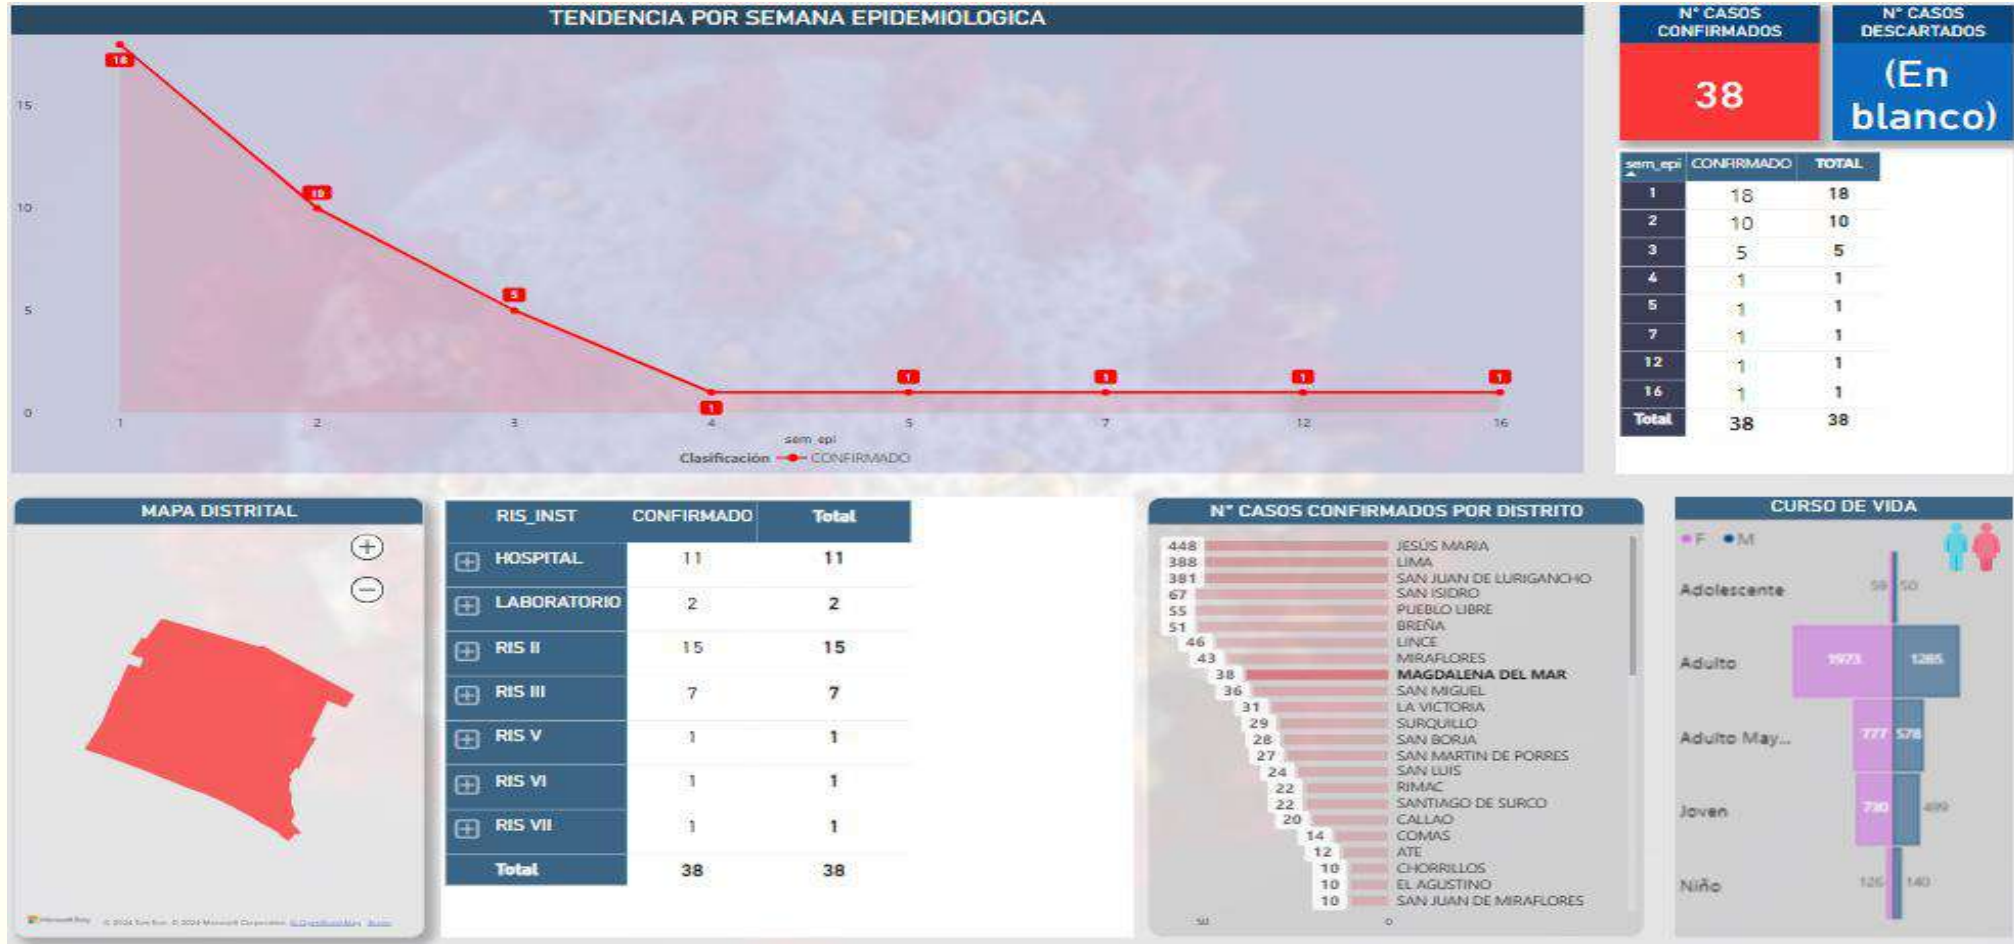 TENDENCIA POR SEMANA EPIDEMIOLOGICA
18
15
10
10
5
5
1
1
1
1
1
0
1 2 3 4 5 7 12 16
sem_epi
Clasificación CONFIRMADO
N° CASOS CONFIRMADOS
38
N° CASOS DESCARTADOS
(En blanco)
sem_epi CONFIRMADO TOTAL
1 18 18
2 10 10
3 5 5
4 1 1
5 1 1
7 1 1
12 1 1
16 1 1
Total 38 38
MAPA DISTRITAL
+
−
RIS_INST CONFIRMADO Total
HOSPITAL 11 11
LABORATORIO 2 2
RIS II 15 15
RIS III 7 7
RIS V 1 1
RIS VI 1 1
RIS VII 1 1
Total 38 38
N° CASOS CONFIRMADOS POR DISTRITO
448 JESÚS MARIA
388 LIMA
381 SAN JUAN DE LURIGANCHO
67 SAN ISIDRO
55 PUEBLO LIBRE
51 BREÑA
46 LINCE
43 MIRAFLORES
38 MAGDALENA DEL MAR
36 SAN MIGUEL
31 LA VICTORIA
29 SURQUILLO
28 SAN BORJA
27 SAN MARTIN DE PORRES
24 SAN LUIS
22 RIMAC
22 SANTIAGO DE SURCO
20 CALLAO
14 COMAS
12 ATE
10 CHORRILLOS
10 EL AGUSTINO
10 SAN JUAN DE MIRAFLORES
50 0
CURSO DE VIDA
F M
Adolescente 50
Adulto 1973 1285
Adulto May... 777 578
Joven 499
Niño 140